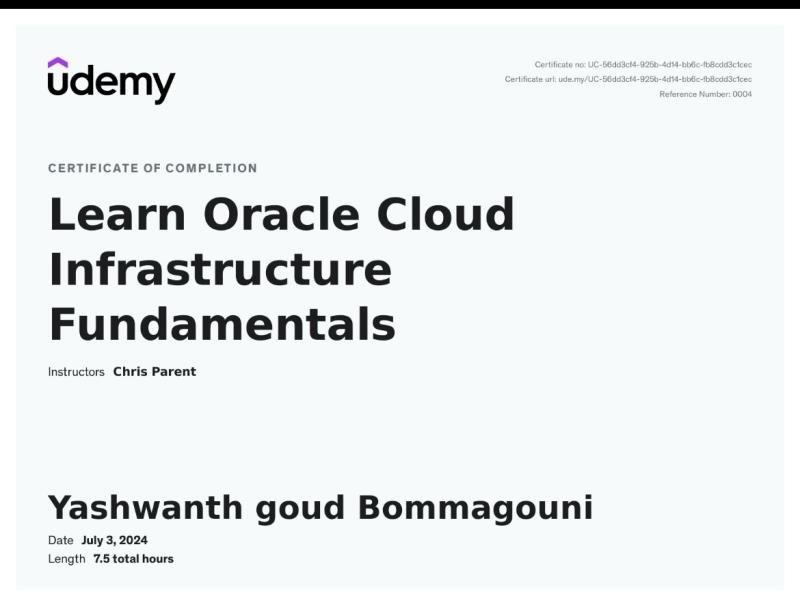 udemy
Certificate no: UC-56dd3cf4-925b-4d14-bb6c-fb8cdd3c1cec
Certificate url: ude.my/UC-56dd3cf4-925b-4d14-bb6c-fb8cdd3c1cec
Reference Number: 0004
CERTIFICATE OF COMPLETION
Learn Oracle Cloud
Infrastructure
Fundamentals
Instructors Chris Parent
Yashwanth goud Bommagouni
Date July 3, 2024
Length 7.5 total hours